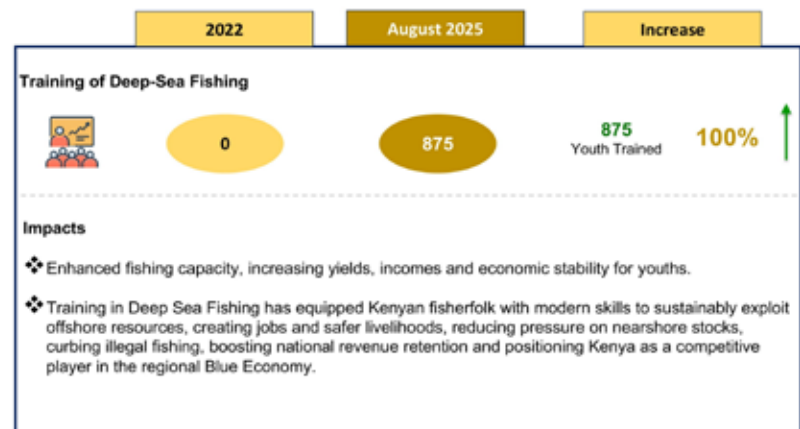 2022
August 2025
Increase
Training of Deep-Sea Fishing
0
875
875
Youth Trained
100%
Impacts
❖ Enhanced fishing capacity, increasing yields, incomes and economic stability for youths.
❖ Training in Deep Sea Fishing has equipped Kenyan fisherfolk with modern skills to sustainably exploit
offshore resources, creating jobs and safer livelihoods, reducing pressure on nearshore stocks,
curbing illegal fishing, boosting national revenue retention and positioning Kenya as a competitive
player in the regional Blue Economy.